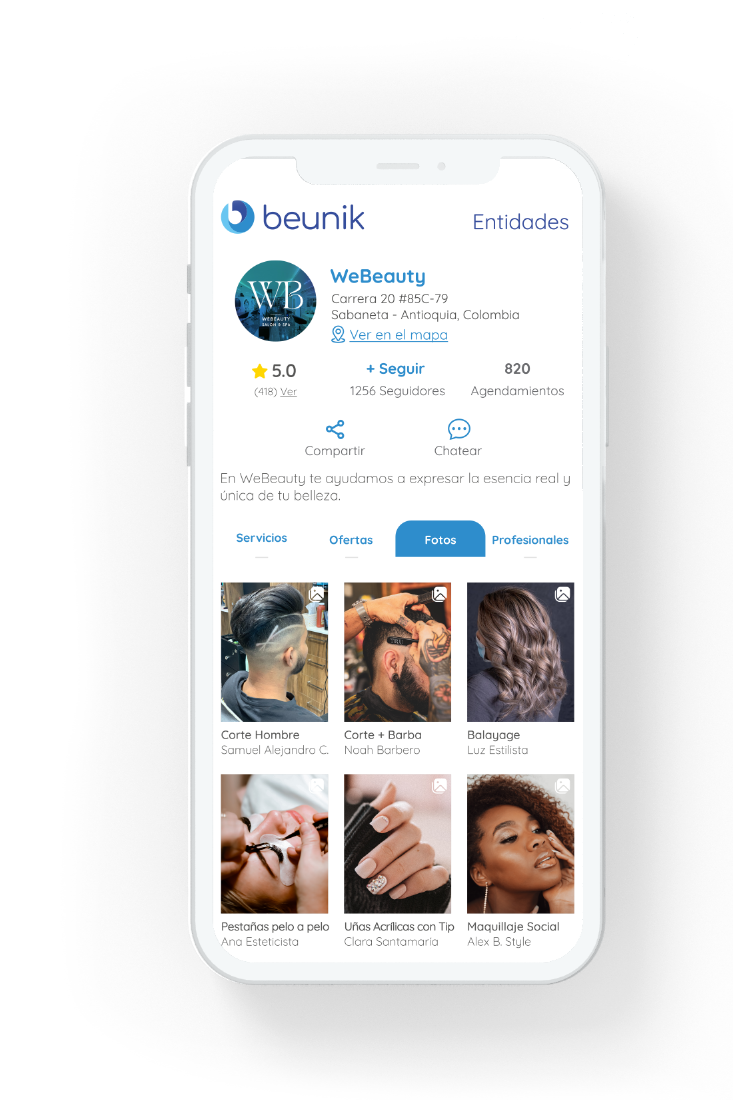 beunik
Entidades
WB
WEBEAUTY
SALON & SPA
WeBeauty
Carrera 20 #85C-79
Sabaneta - Antioquia, Colombia
Ver en el mapa
5.0
+ Seguir
820
(418) Ver
1256 Seguidores
Agendamientos
Compartir
Chatear
En WeBeauty te ayudamos a expresar la esencia real y
única de tu belleza.
Servicios
Ofertas
Fotos
Profesionales
Corte Hombre
Samuel Alejandro C.
Corte + Barba
Noah Barbero
Balayage
Luz Estilista
Pestañas pelo a pelo
Ana Esteticista
Uñas Acrílicas con Tip
Clara Santamaria
Maquillaje Social
Alex B. Style